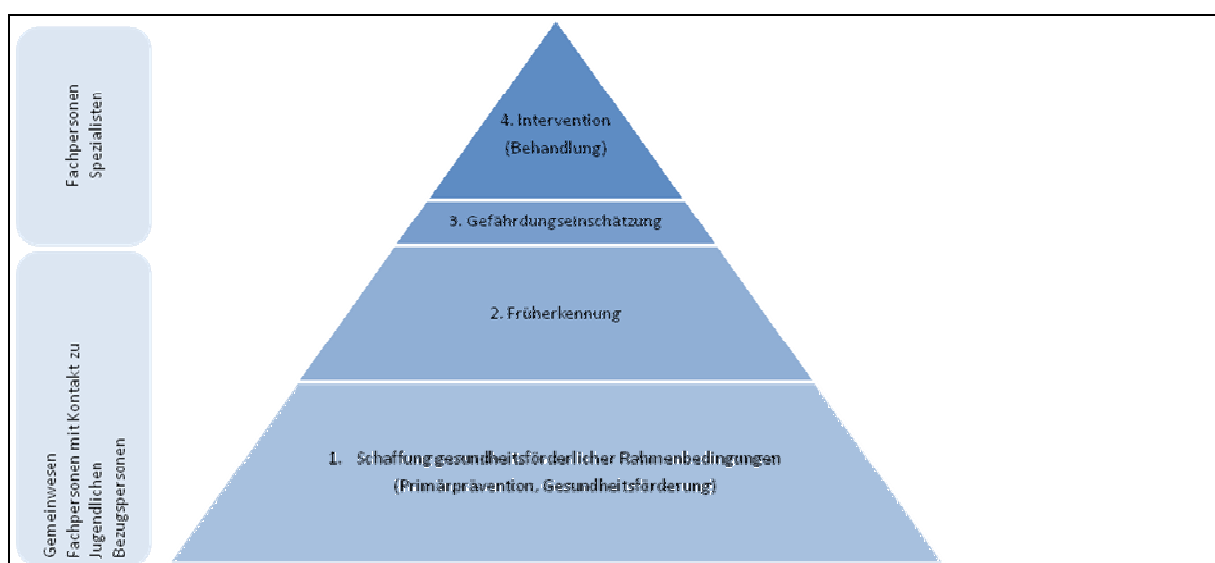 Fachpersonen
Spezialisten
4. Intervention
(Behandlung)
3. Gefährdungseinschätzung
2. Früherkennung
Gemeinwesen
Fachpersonen mit Kontakt zu
Jugendlichen
Bezugspersonen
1. Schaffung gesundheitsförderlicher Rahmenbedingungen
(Primärprävention, Gesundheitsförderung)